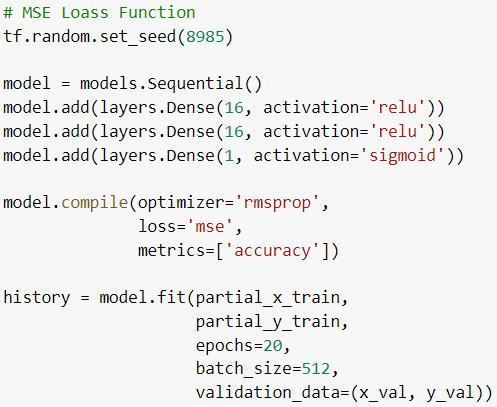 # MSE Loass Function
tf.random.set_seed(8985)

model = models.Sequential()
model.add(layers.Dense(16, activation='relu'))
model.add(layers.Dense(16, activation='relu'))
model.add(layers.Dense(1, activation='sigmoid'))

model.compile(optimizer='rmsprop',
              loss='mse',
              metrics=['accuracy'])

history = model.fit(partial_x_train,
                    partial_y_train,
                    epochs=20,
                    batch_size=512,
                    validation_data=(x_val, y_val))